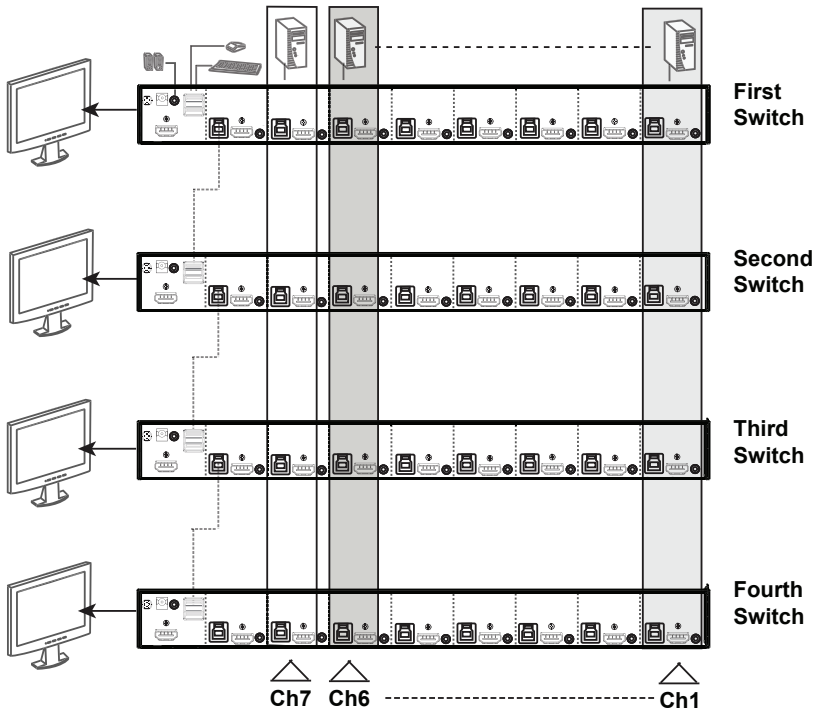 First
Switch
Second
Switch
Third
Switch
Fourth
Switch
Ch7 Ch6 Ch1